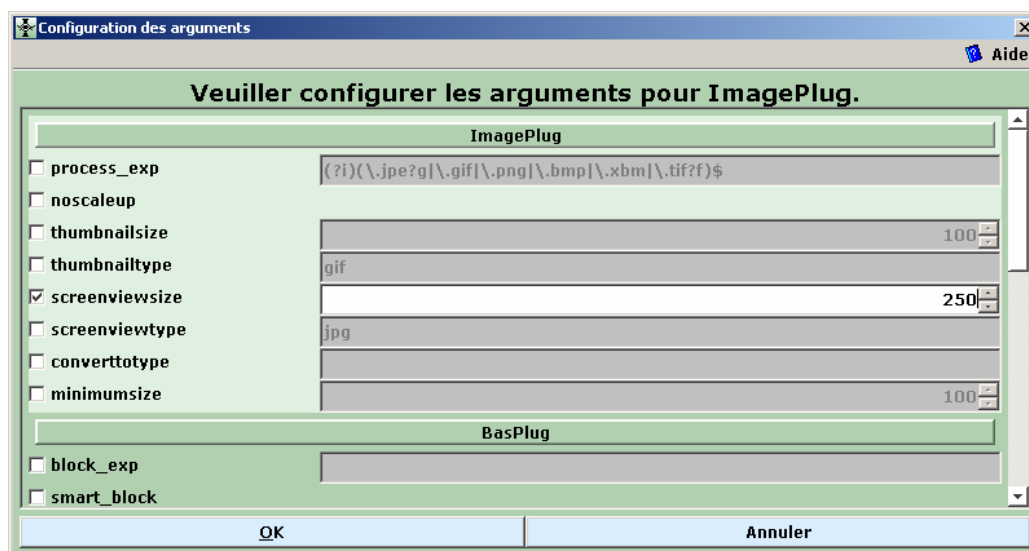 Configuration des arguments
Aide
Veuiller configurer les arguments pour ImagePlug.
ImagePlug
process_exp (?i)(\.jpe?g|\.gif|\.png|\.bmp|\.xbm|\.tif?f)$
noscaleup
thumbnailsize 100
thumbnailtype gif
screenviewsize 250
screenviewtype jpg
converttotype
minimumsize 100
BasPlug
block_exp
smart_block
OK Annuler